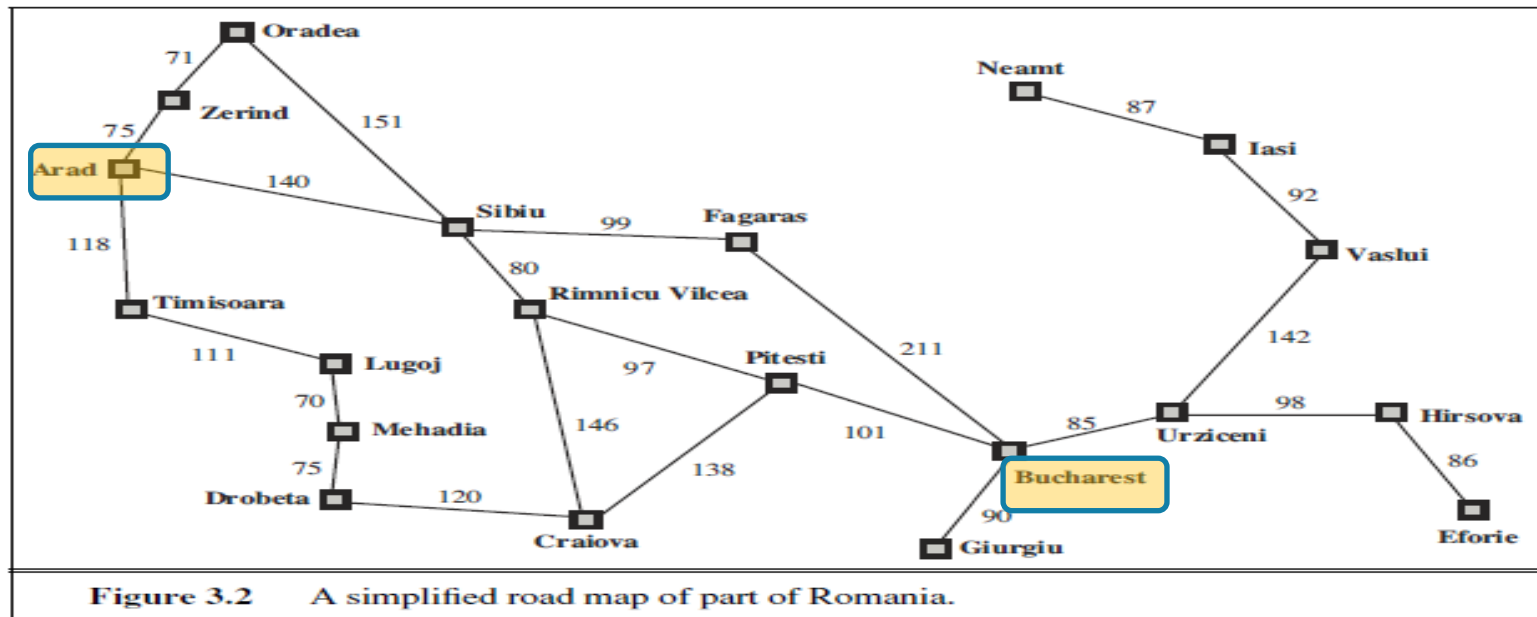 Oradea
71
Neamt
Zerind
87
75
151
Iasi
Arad
140
92
Sibiu
Fagaras
99
118
Vaslui
80
Timisoara
Rimnicu Vilcea
142
111
Lugoj
97
Pitesti
211
70
98
Hirsova
Mehadia
146
101
85
Urziceni
75
138
86
Bucharest
Drobeta
120
90
Craiova
Giurgiu
Eforie
Figure 3.2 A simplified road map of part of Romania.